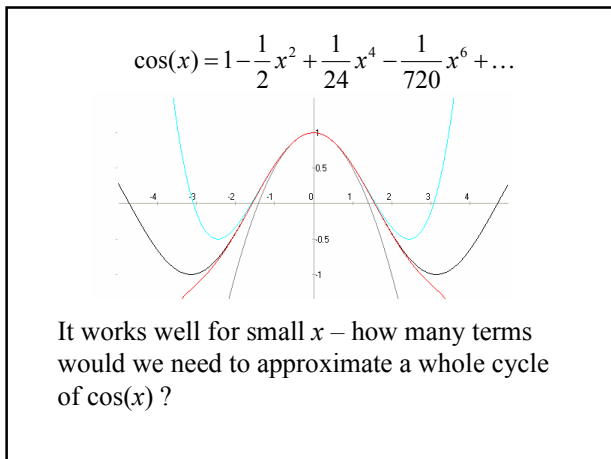 cos(x) = 1 − 1/2 x² + 1/24 x⁴ − 1/720 x⁶ + …
1
0.5
-4 -3 -2 -1 0 1 2 3 4
-0.5
-1
It works well for small x – how many terms
would we need to approximate a whole cycle
of cos(x) ?